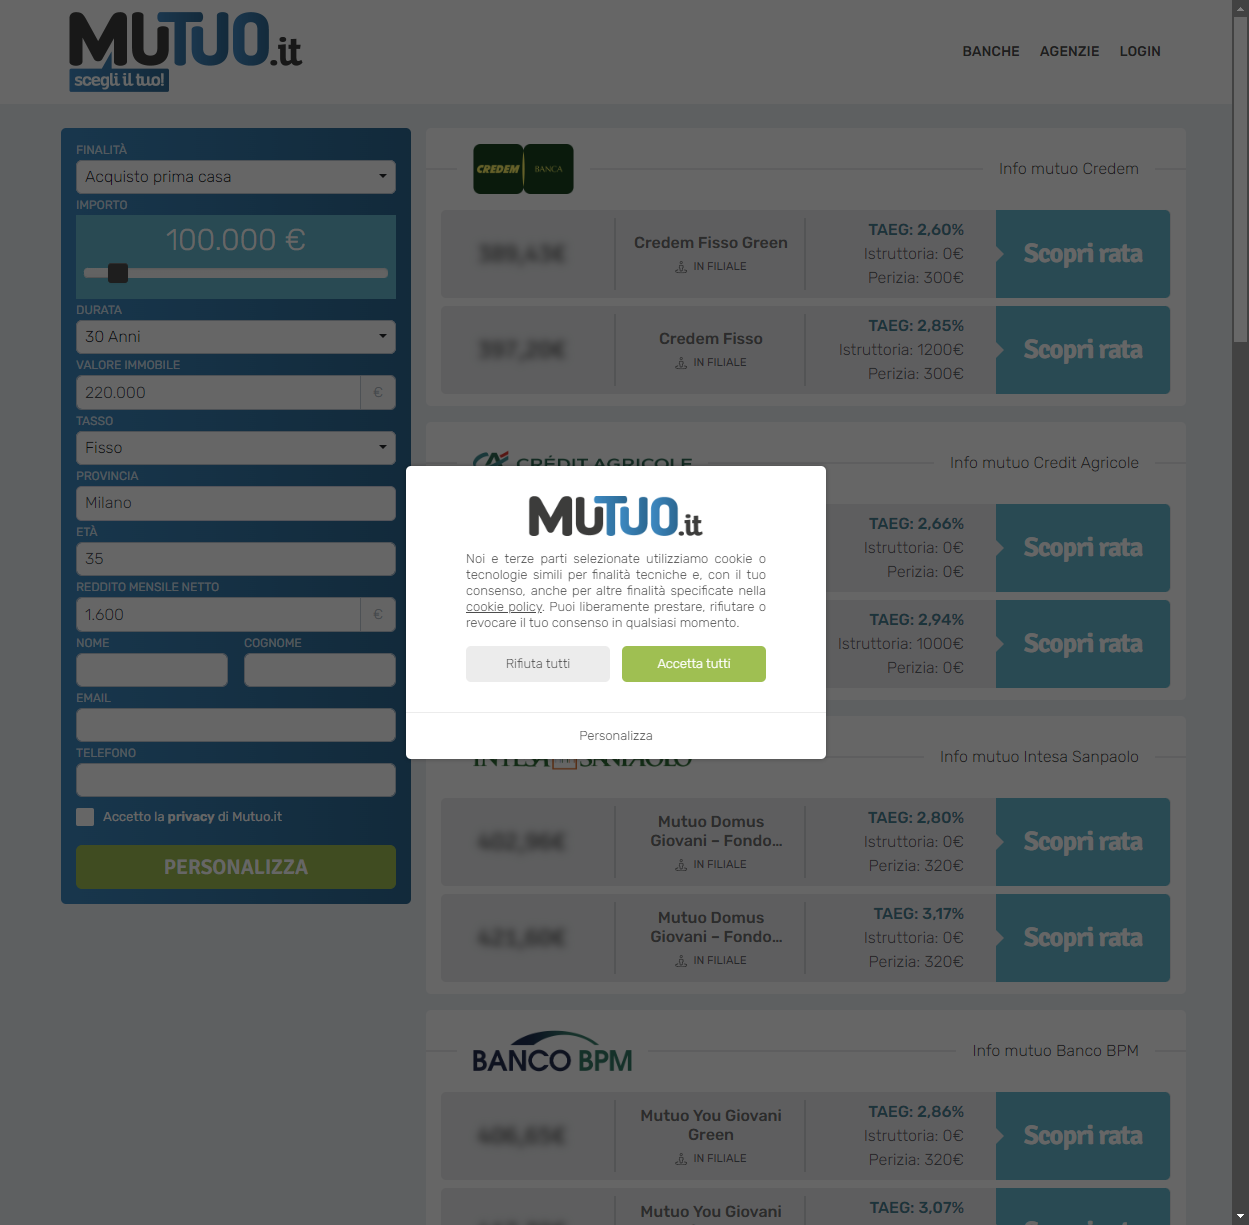 MUTUO.it
scegli il tuo!
BANCHE AGENZIE LOGIN
FINALITÀ
Acquisto prima casa
IMPORTO
100.000 €
DURATA
30 Anni
VALORE IMMOBILE
220.000 €
TASSO
Fisso
PROVINCIA
Milano
ETÀ
35
REDDITO MENSILE NETTO
1.600 €
NOME COGNOME
EMAIL
TELEFONO
Accetto la privacy di Mutuo.it
PERSONALIZZA
CREDEM BANCA
Info mutuo Credem
Credem Fisso Green
IN FILIALE
TAEG: 2,60%
Istruttoria: 0€
Perizia: 300€
Scopri rata
Credem Fisso
IN FILIALE
TAEG: 2,85%
Istruttoria: 1200€
Perizia: 300€
Scopri rata
CRÉDIT AGRICOLE
Info mutuo Credit Agricole
TAEG: 2,66%
Istruttoria: 0€
Perizia: 0€
Scopri rata
TAEG: 2,94%
Istruttoria: 1000€
Perizia: 0€
Scopri rata
MUTUO.it
Noi e terze parti selezionate utilizziamo cookie o
tecnologie simili per finalità tecniche e, con il tuo
consenso, anche per altre finalità specificate nella
cookie policy. Puoi liberamente prestare, rifiutare o
revocare il tuo consenso in qualsiasi momento.
Rifiuta tutti Accetta tutti
Personalizza
INTESA SANPAOLO
Info mutuo Intesa Sanpaolo
Mutuo Domus
Giovani – Fondo...
IN FILIALE
TAEG: 2,80%
Istruttoria: 0€
Perizia: 320€
Scopri rata
Mutuo Domus
Giovani – Fondo...
IN FILIALE
TAEG: 3,17%
Istruttoria: 0€
Perizia: 320€
Scopri rata
BANCO BPM
Info mutuo Banco BPM
Mutuo You Giovani
Green
IN FILIALE
TAEG: 2,86%
Istruttoria: 0€
Perizia: 320€
Scopri rata
Mutuo You Giovani
TAEG: 3,07%